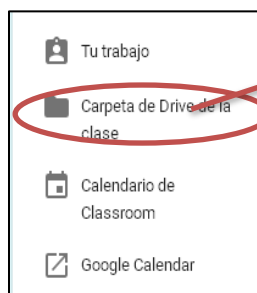 Tu trabajo
Carpeta de Drive de la
clase
Calendario de
Classroom
Google Calendar